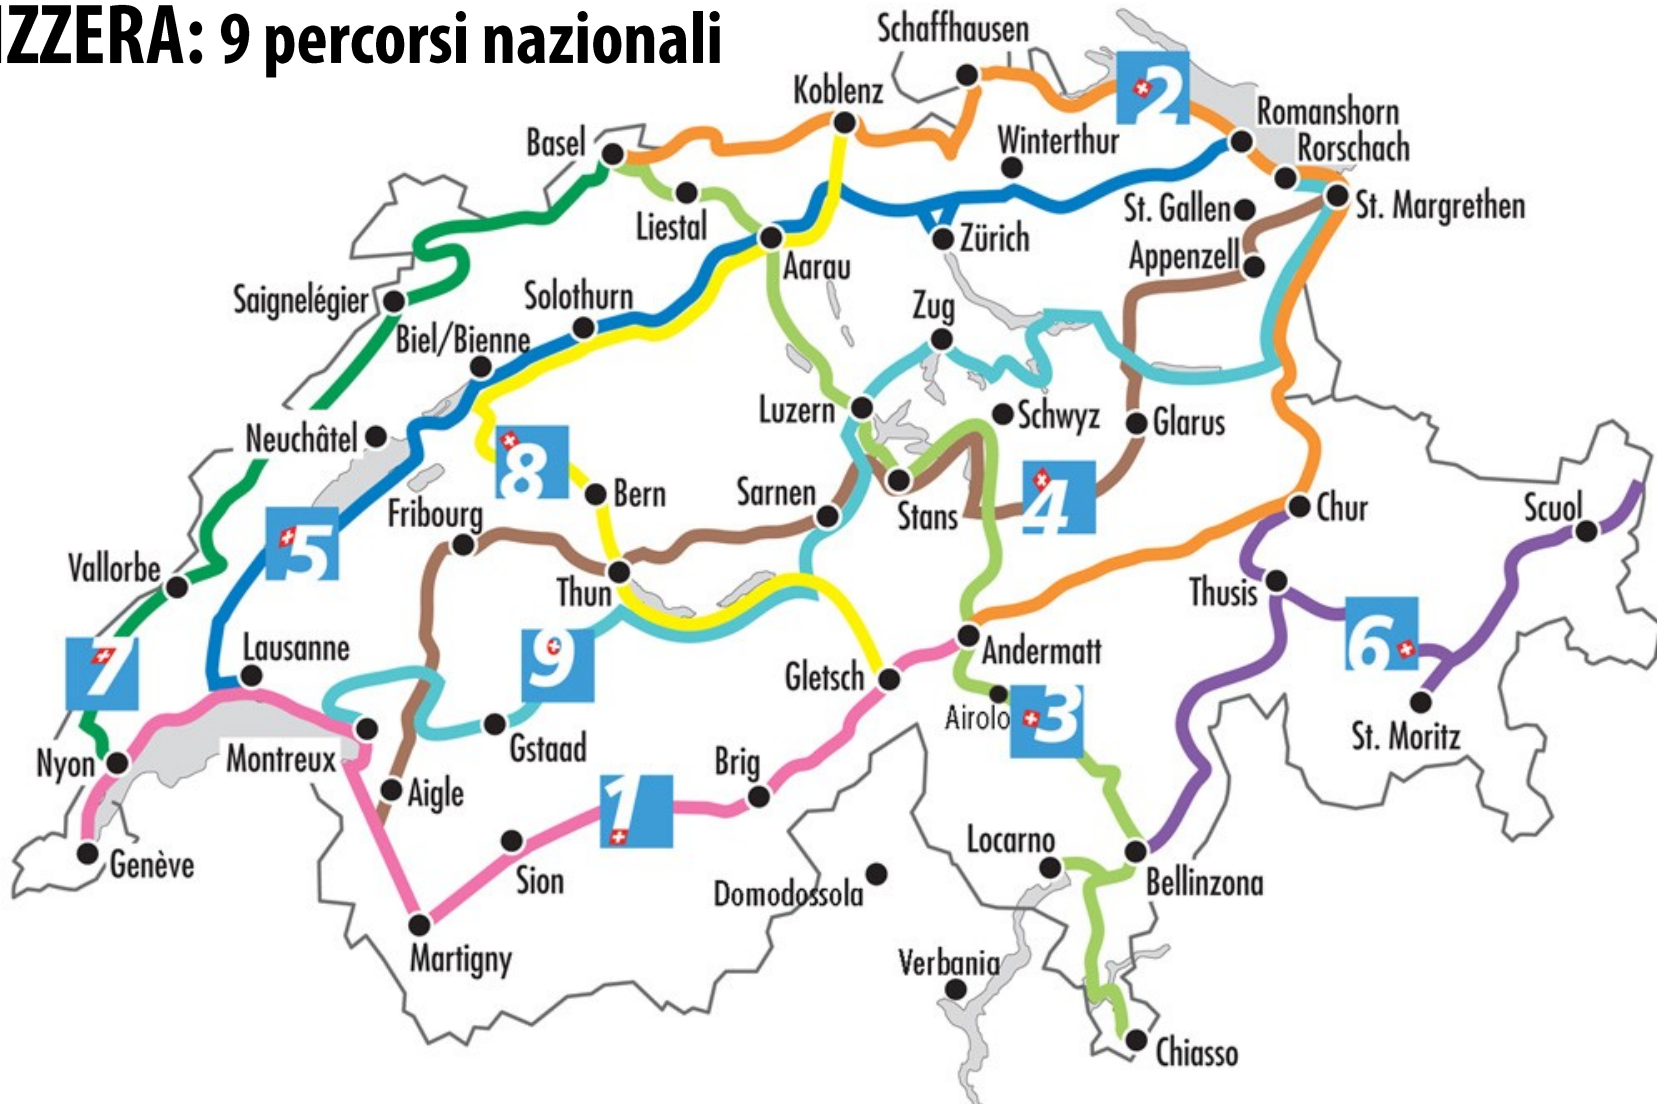 IZZERA: 9 percorsi nazionali
Schaffhausen
Koblenz
2
Romanshorn
Basel
Winterthur
Rorschach
Liestal
St. Gallen
St. Margrethen
Zürich
Aarau
Appenzell
Saignelégier
Solothurn
Zug
Biel/Bienne
Luzern
Schwyz
Glarus
Neuchâtel
8
Bern
Sarnen
4
Fribourg
Stans
Chur
Scuol
5
Vallorbe
Thun
Thusis
7
Lausanne
9
Andermatt
6
Gletsch
Airolo
3
St. Moritz
Gstaad
Nyon
Montreux
Brig
Aigle
1
Locarno
Genève
Sion
Domodossola
Bellinzona
Martigny
Verbania
Chiasso